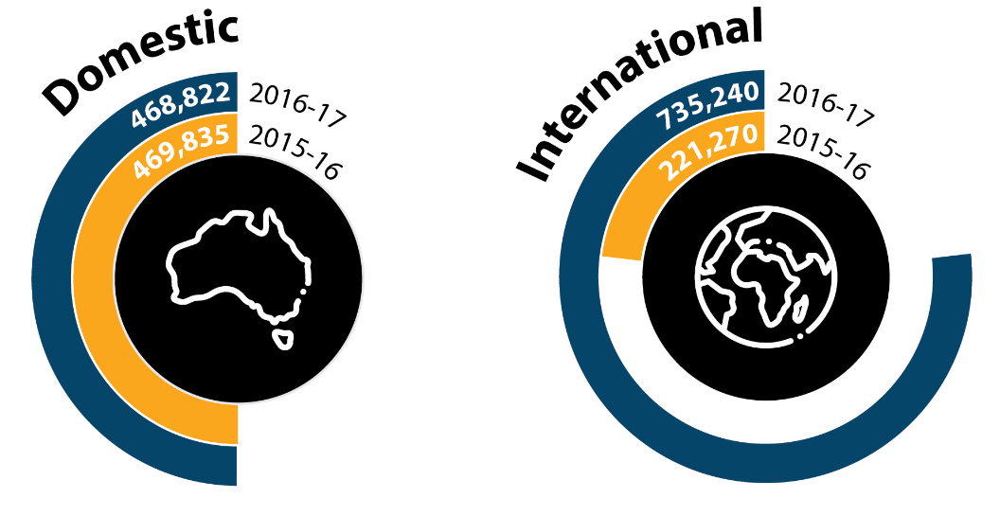 Domestic
468,822 2016-17
469,835 2015-16
International
735,240 2016-17
221,270 2015-16